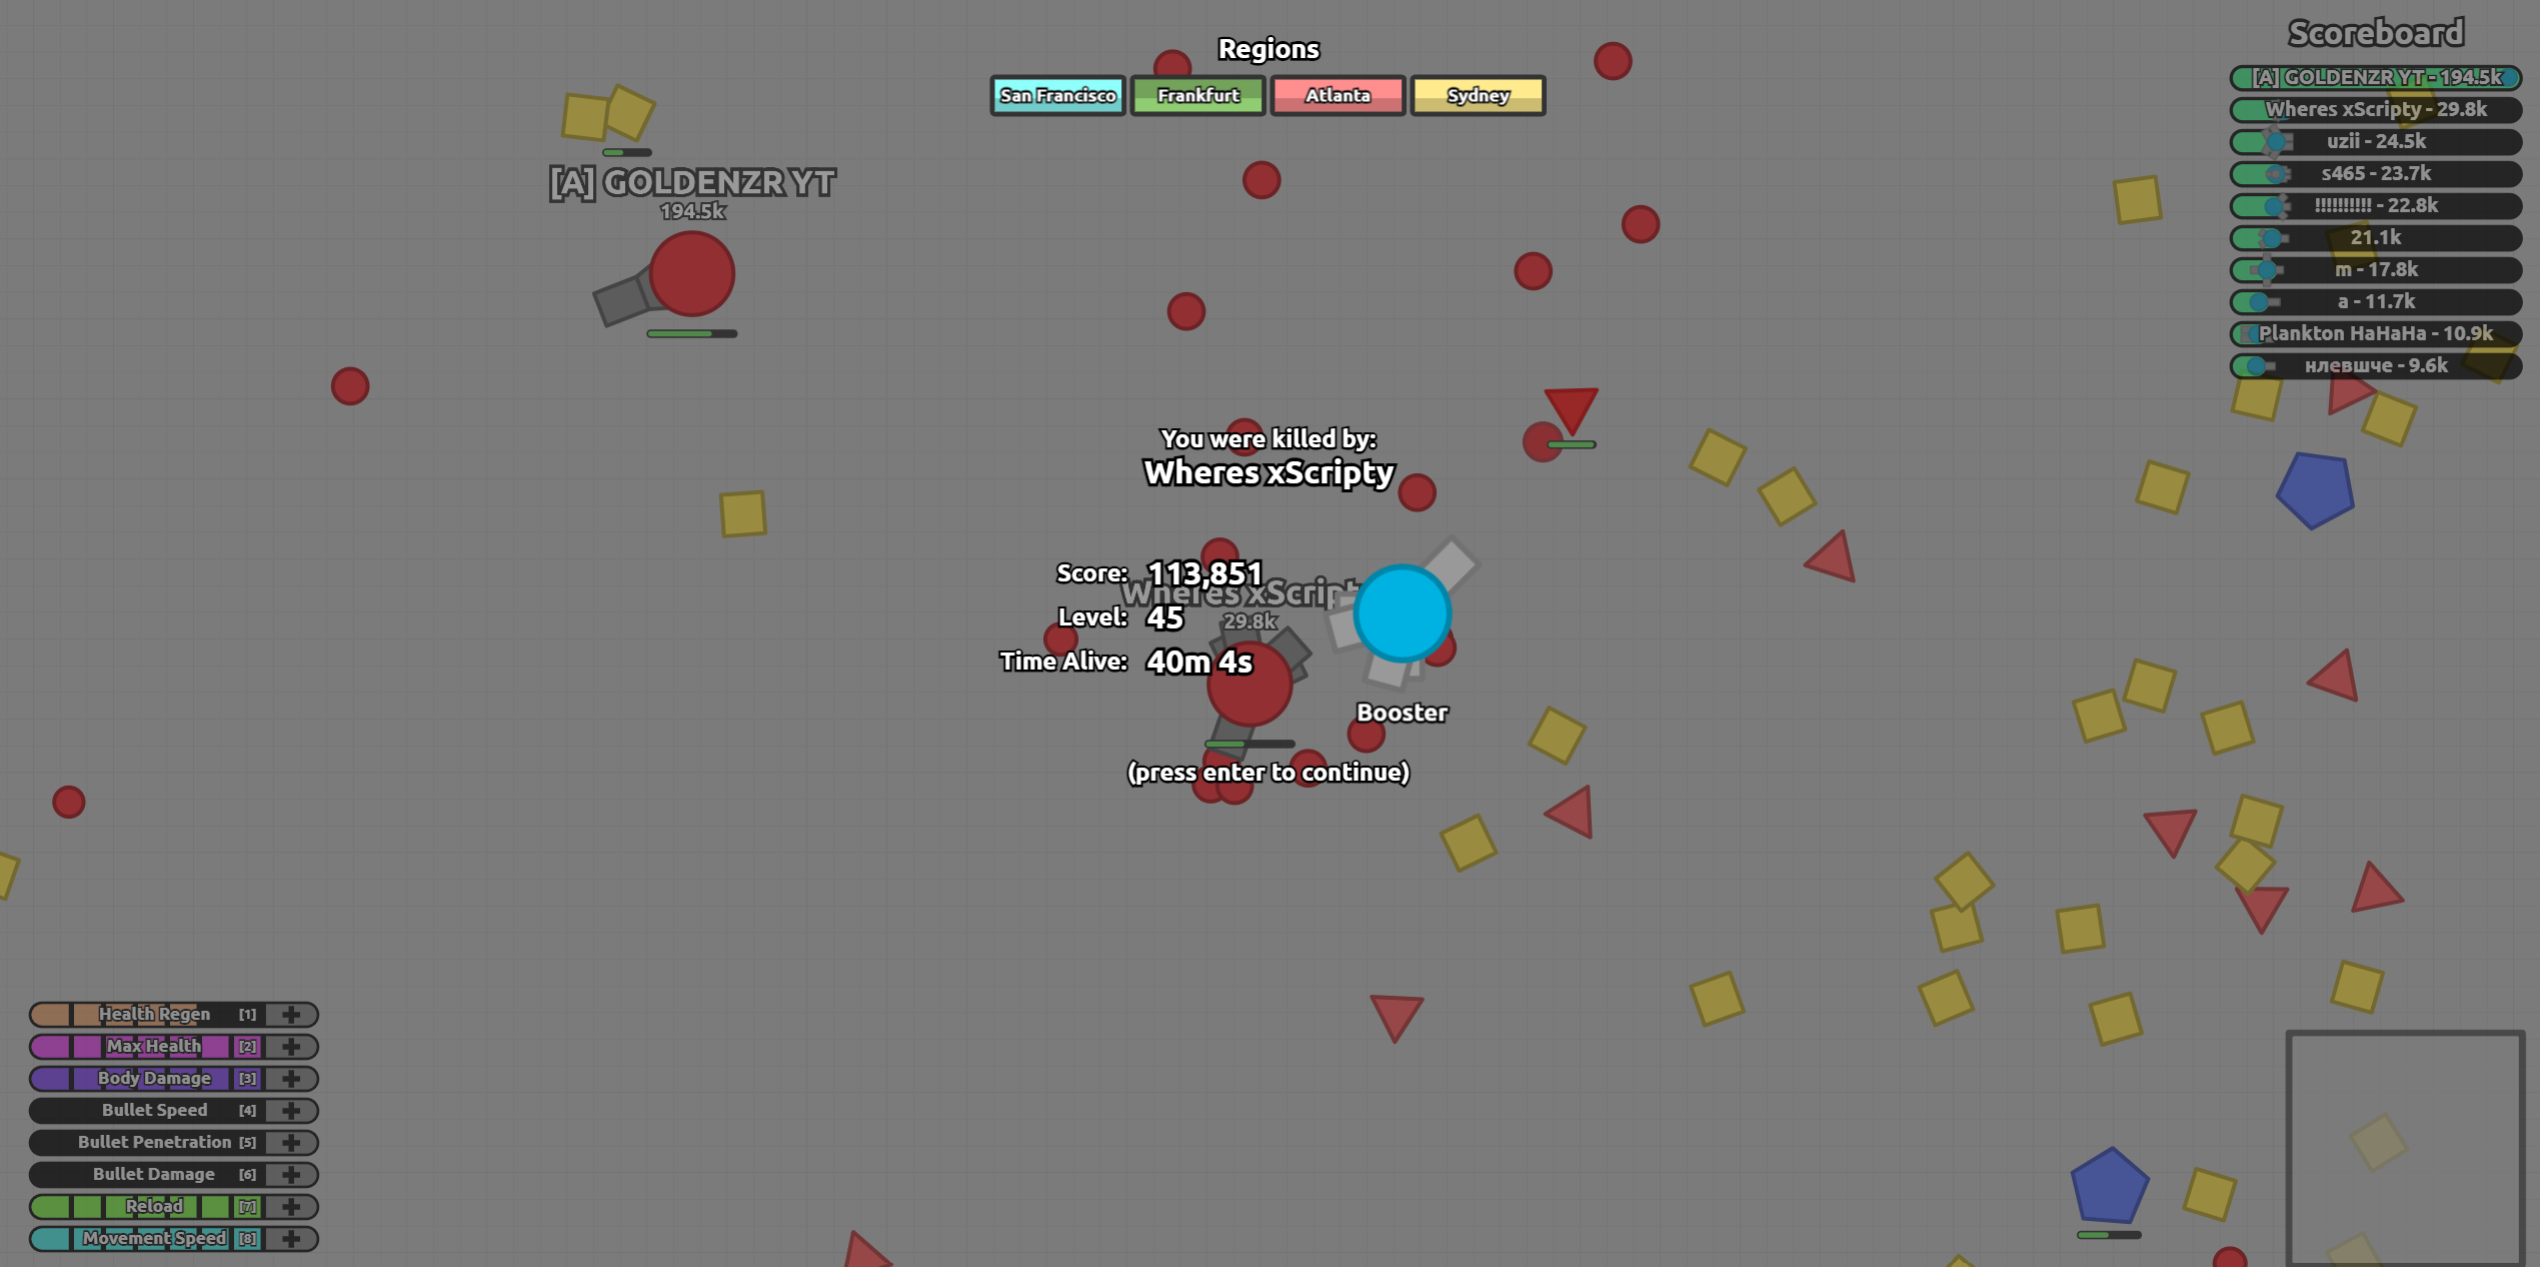 Regions
San Francisco
Frankfurt
Atlanta
Sydney
Scoreboard
[A] GOLDENZR YT - 194.5k
Wheres xScripty - 29.8k
uzii - 24.5k
s465 - 23.7k
!!!!!!!!!! - 22.8k
21.1k
m - 17.8k
a - 11.7k
Plankton HaHaHa - 10.9k
нлевшче - 9.6k
[A] GOLDENZR YT
194.5k
You were killed by:
Wheres xScripty
Score: 113,851
Wheres xScript
29.8k
Level: 45
Time Alive: 40m 4s
Booster
(press enter to continue)
Health Regen [1]
Max Health [2]
Body Damage [3]
Bullet Speed [4]
Bullet Penetration [5]
Bullet Damage [6]
Reload [7]
Movement Speed [8]